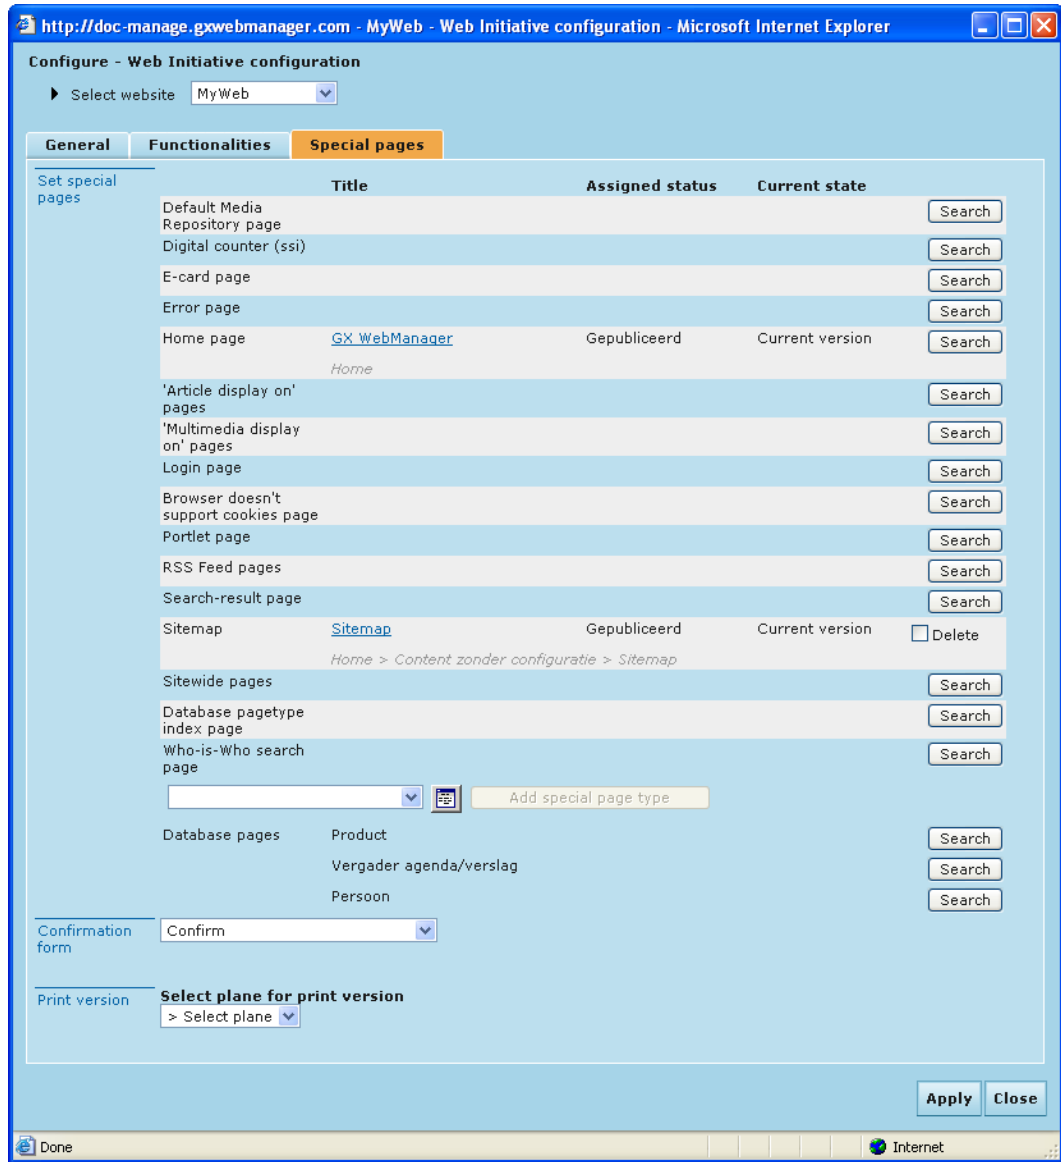 http://doc-manage.gxwebmanager.com - MyWeb - Web Initiative configuration - Microsoft Internet Explorer
Configure - Web Initiative configuration
Select website MyWeb
General Functionalities Special pages
Set special pages
Title Assigned status Current state
Default Media Repository page Search
Digital counter (ssi) Search
E-card page Search
Error page Search
Home page GX WebManager Gepubliceerd Current version Search
Home
'Article display on' pages Search
'Multimedia display on' pages Search
Login page Search
Browser doesn't support cookies page Search
Portlet page Search
RSS Feed pages Search
Search-result page Search
Sitemap Sitemap Gepubliceerd Current version Delete
Home > Content zonder configuratie > Sitemap
Sitewide pages Search
Database pagetype index page Search
Who-is-Who search page Search
Add special page type
Database pages Product Search
Vergader agenda/verslag Search
Persoon Search
Confirmation form Confirm
Print version Select plane for print version
> Select plane
Apply Close
Done Internet